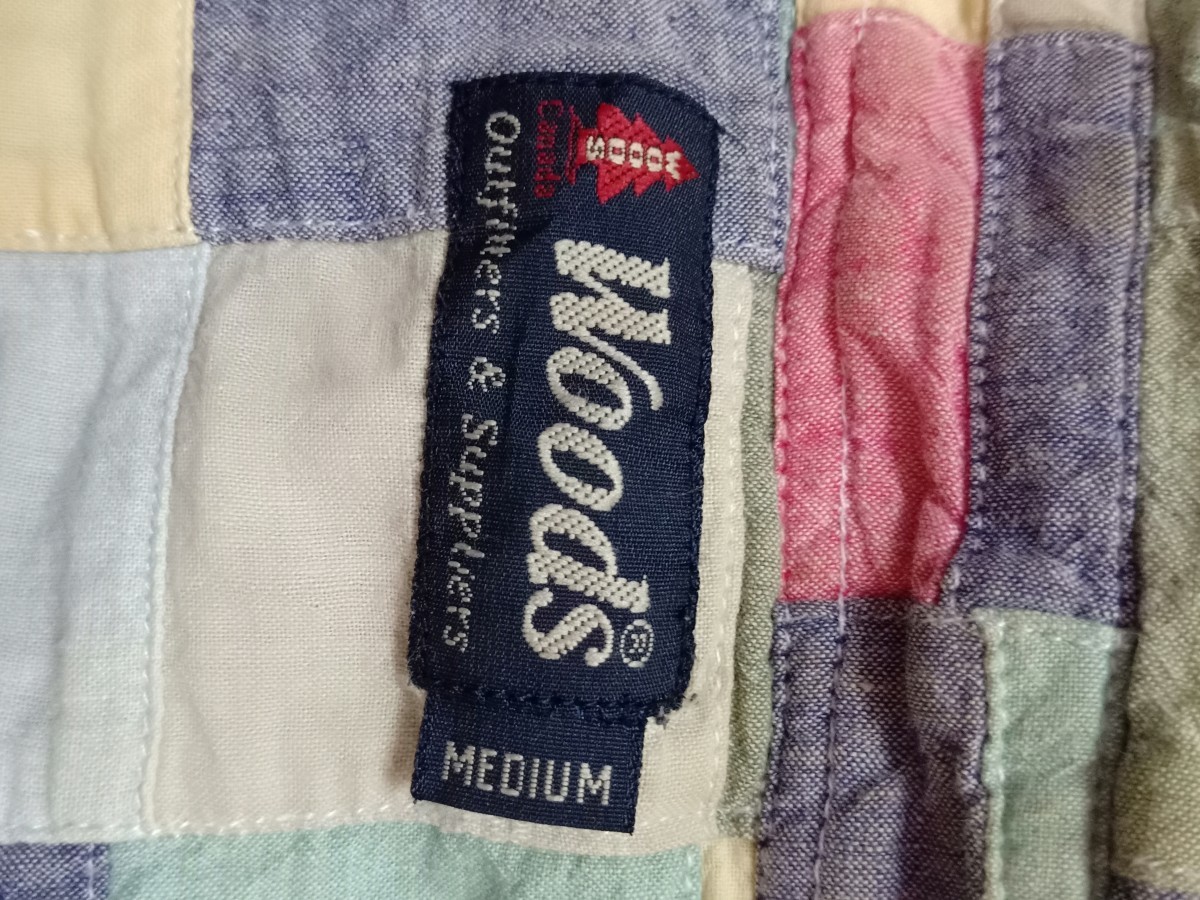 WOODS
Canada
Woods®
Outfitters & Suppliers
MEDIUM